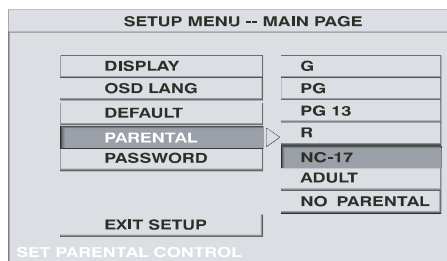 SETUP MENU -- MAIN PAGE
DISPLAY
OSD LANG
DEFAULT
PARENTAL
PASSWORD
EXIT SETUP
G
PG
PG 13
R
NC-17
ADULT
NO PARENTAL
SET PARENTAL CONTROL